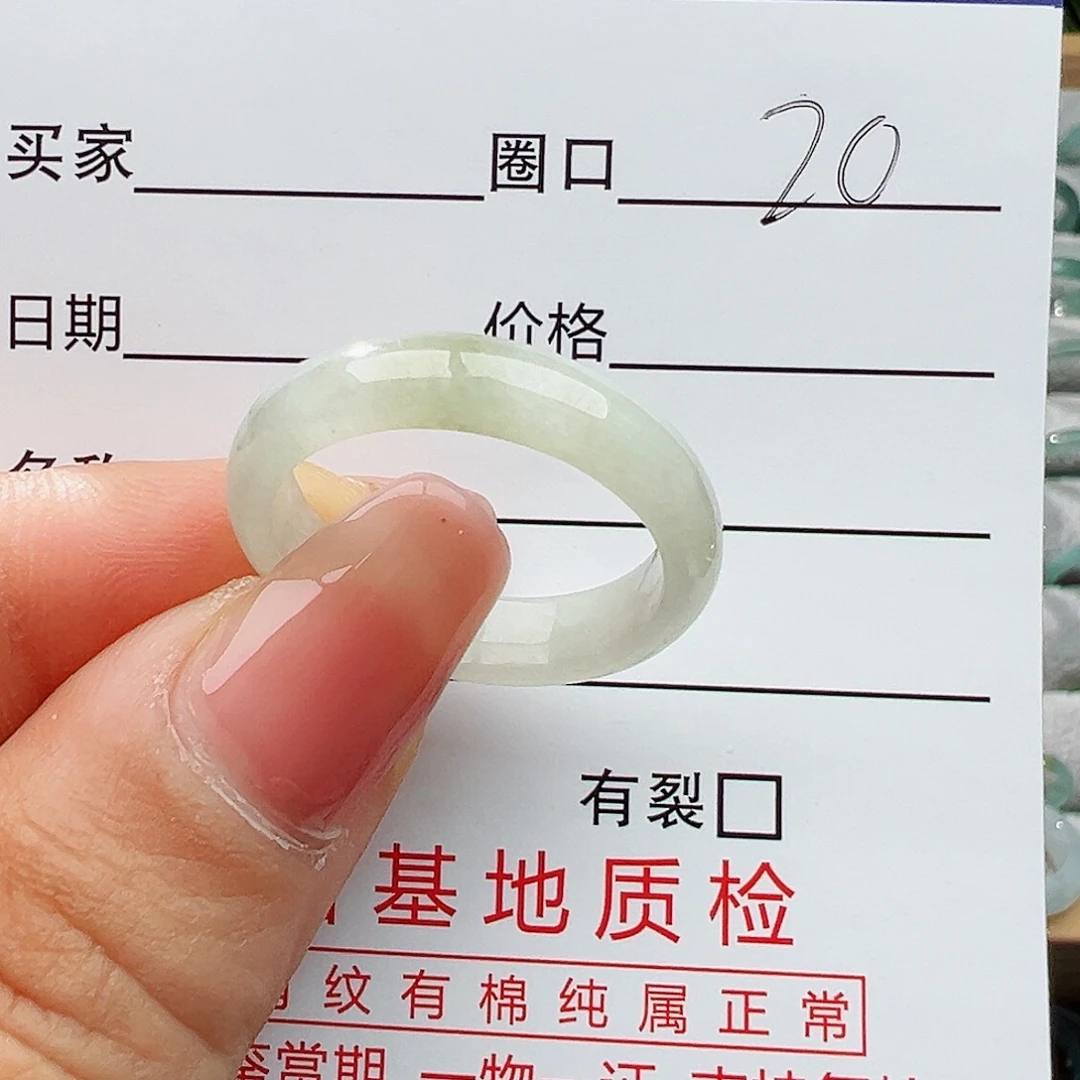 买家 圈口 20
日期 价格
有裂
基地质检
纹有棉纯属正常